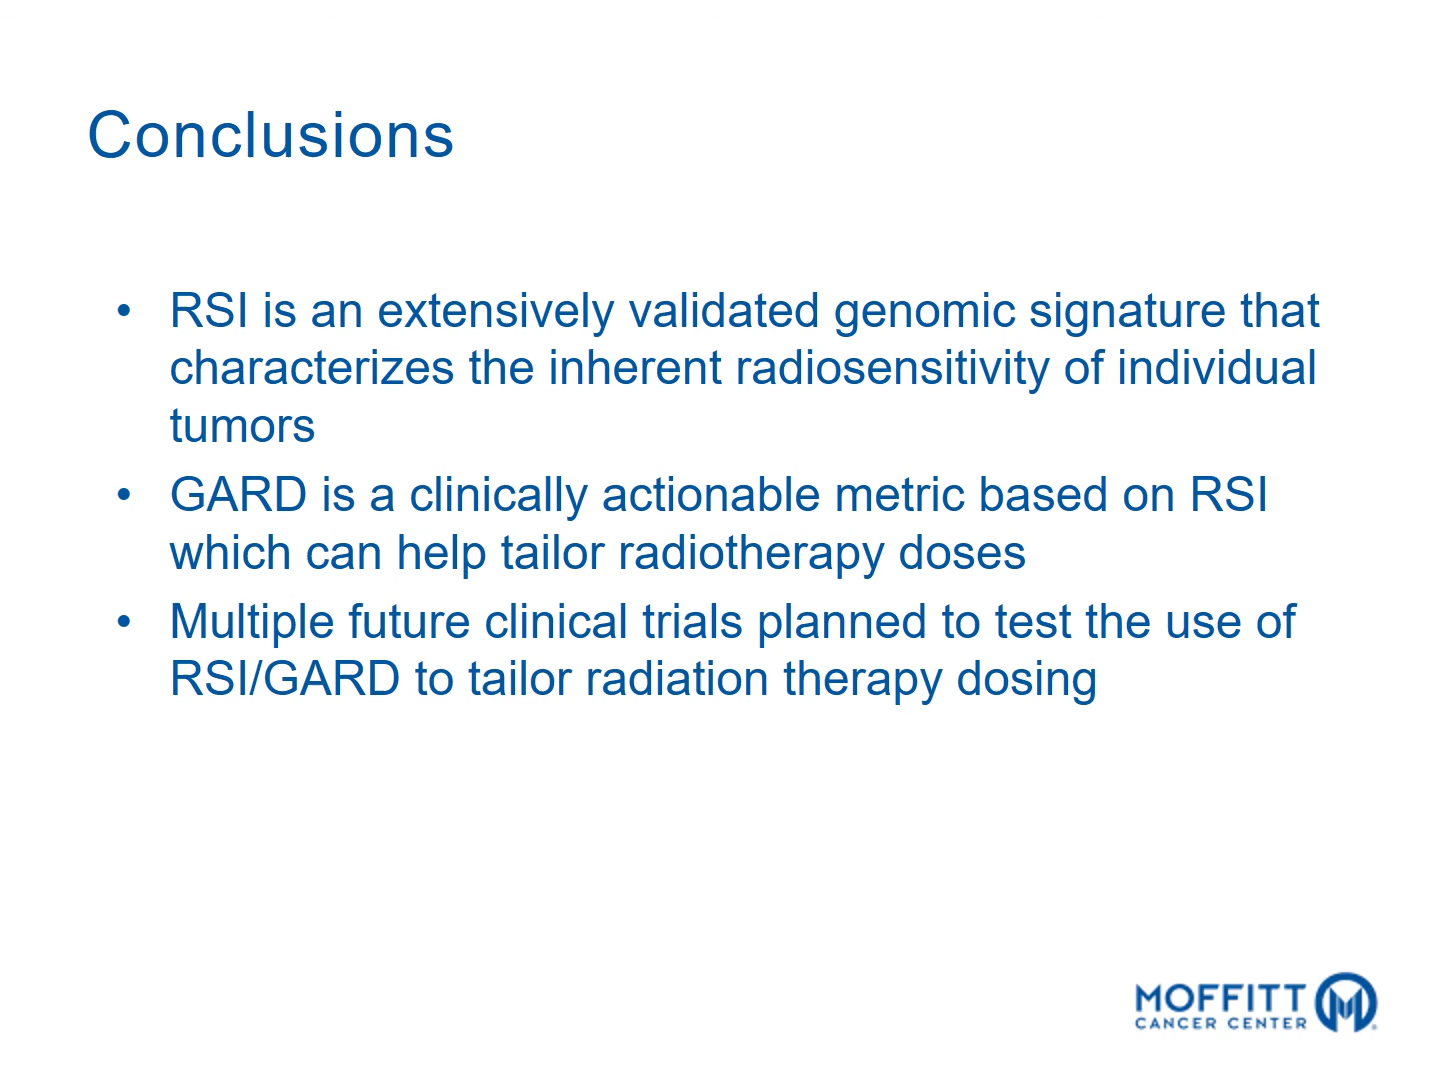 Conclusions
• RSI is an extensively validated genomic signature that
characterizes the inherent radiosensitivity of individual
tumors
• GARD is a clinically actionable metric based on RSI
which can help tailor radiotherapy doses
• Multiple future clinical trials planned to test the use of
RSI/GARD to tailor radiation therapy dosing
MOFFITT
CANCER CENTER